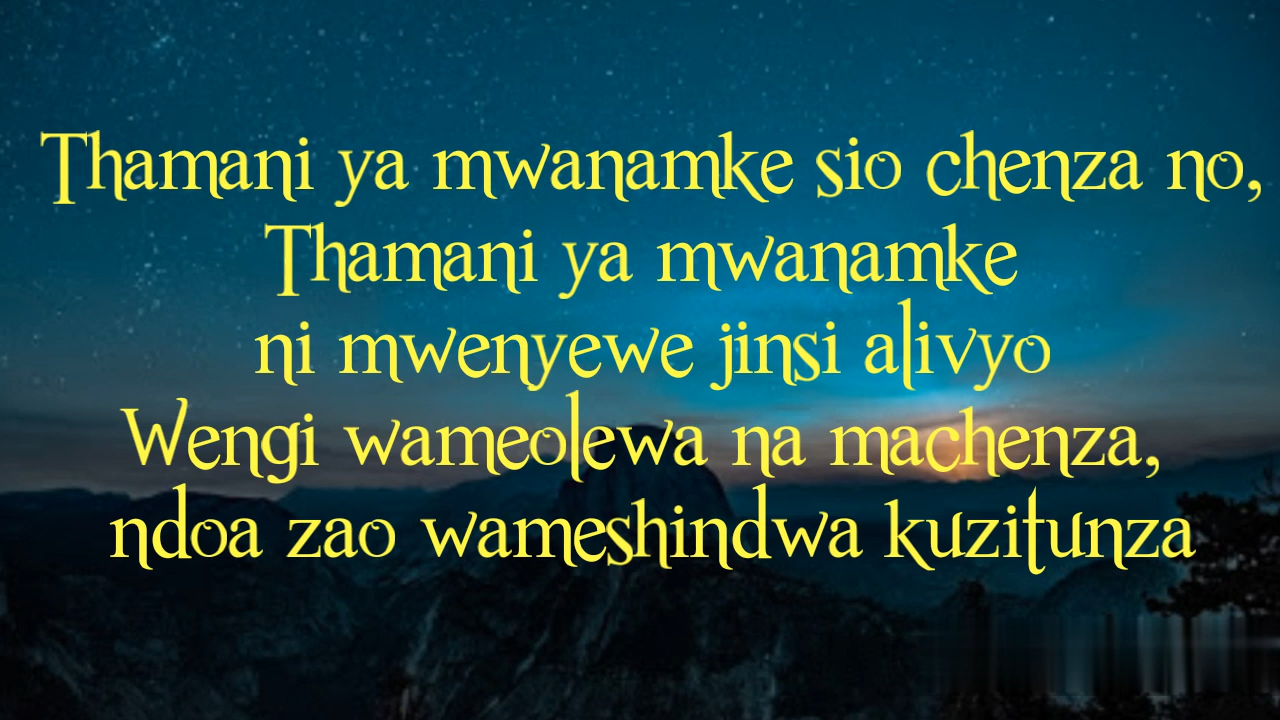 Thamani ya mwanamke sio chenza no,
Thamani ya mwanamke
ni mwenyewe jinsi alivyo
Wengi wameolewa na machenza,
ndoa zao wameshindwa kuzitunza